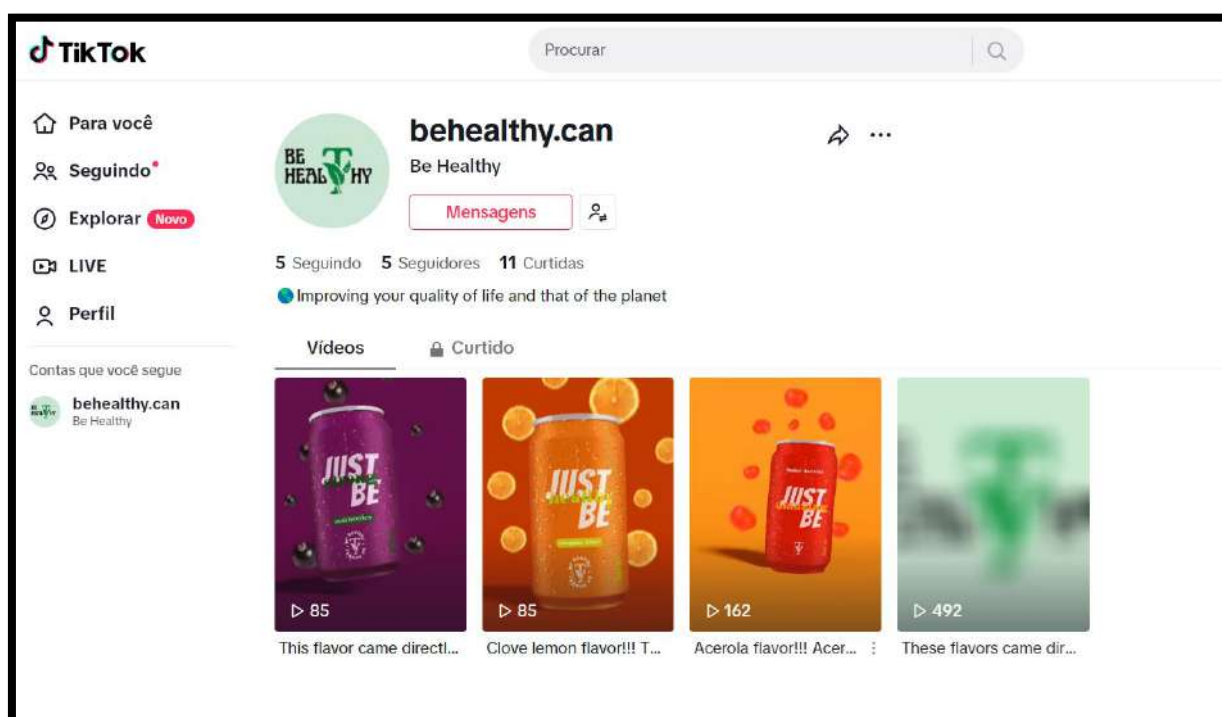 TikTok
Procurar
Para você
Seguindo
Explorar Novo
LIVE
Perfil
Contas que você segue
behealthy.can
Be Healthy
BE
HEALTHY
behealthy.can
Be Healthy
Mensagens
5 Seguindo 5 Seguidores 11 Curtidas
Improving your quality of life and that of the planet
Vídeos Curtido
JUST
BE
85
This flavor came directl...
JUST
BE
85
Clove lemon flavor!!! T...
JUST
BE
162
Acerola flavor!!! Acer...
492
These flavors came dir...